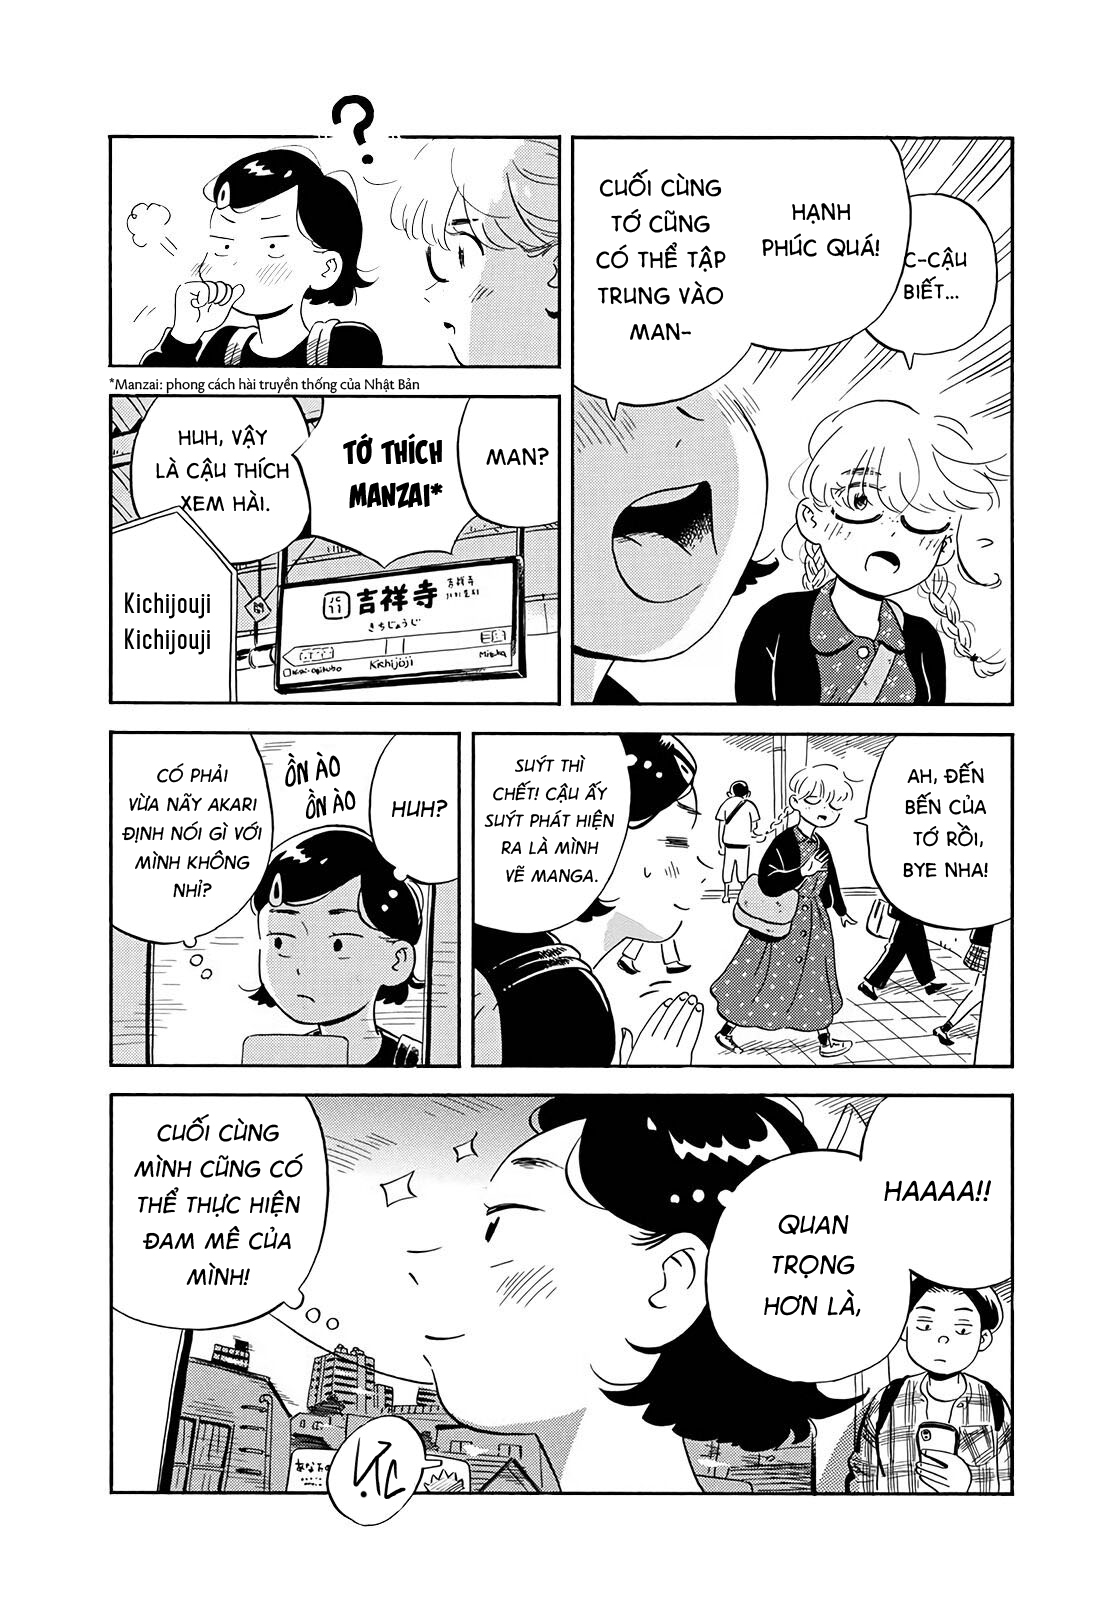 C-CẬU
BIẾT...
HẠNH
PHÚC QUÁ!
CUỐI CÙNG
TỚ CŨNG
CÓ THỂ TẬP
TRUNG VÀO
MAN-
?
*Manzai: phong cách hài truyền thống của Nhật Bản
MAN?
TỚ THÍCH
MANZAI*
HUH, VẬY
LÀ CẬU THÍCH
XEM HÀI.
Kichijouji
Kichijouji
JC
11
吉祥寺
きちじょうじ
Kichijōji
Mitaka
AH, ĐẾN
BẾN CỦA
TỚ RỒI,
BYE NHA!
SUÝT THÌ
CHẾT! CẬU ẤY
SUÝT PHÁT HIỆN
RA LÀ MÌNH
VẼ MANGA.
HUH?
ỒN ÀO
ỒN ÀO
CÓ PHẢI
VỪA NÃY AKARI
ĐỊNH NÓI GÌ VỚI
MÌNH KHÔNG
NHỈ?
HAAAA!!
QUAN
TRỌNG
HƠN LÀ,
CUỐI CÙNG
MÌNH CŨNG CÓ
THỂ THỰC HIỆN
ĐAM MÊ CỦA
MÌNH!